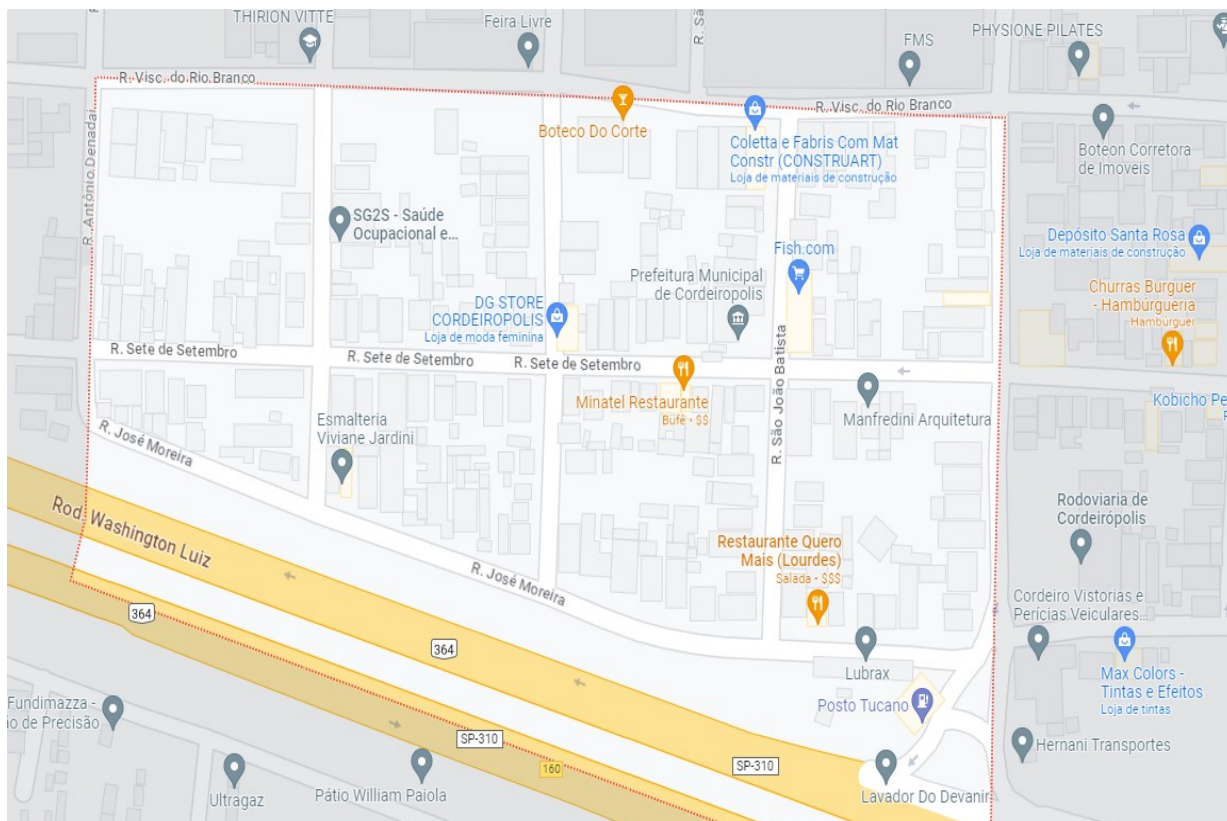 THIRION VITTE
Feira Livre
R. Sã
FMS
PHYSIONE PILATES
R. Visc. do Rio Branco
R. Visc. do Rio Branco
Boteco Do Corte
Coletta e Fabris Com Mat
Constr (CONSTRUART)
Loja de materiais de construção
Boteon Corretora
de Imoveis
R. Antônio Denadai
SG2S - Saúde
Ocupacional e...
Fish.com
Depósito Santa Rosa
Loja de materiais de construção
Prefeitura Municipal
de Cordeiropolis
Churras Burguer
- Hambúrgueria
Hambúrguer
DG STORE
CORDEIROPOLIS
Loja de moda feminina
R. Sete de Setembro
R. Sete de Setembro
R. Sete de Setembro
R. São João Batista
Minatel Restaurante
Bufê · $$
Manfredini Arquitetura
Kobicho Pe
Esmalteria
Viviane Jardini
R. José Moreira
Rod. Washington Luiz
Rodoviaria de
Cordeirópolis
Restaurante Quero
Mais (Lourdes)
Salada · $$$
R. José Moreira
Cordeiro Vistorias e
Perícias Veiculares...
364
364
Lubrax
Max Colors -
Tintas e Efeitos
Loja de tintas
Posto Tucano
Fundimazza -
ão de Precisão
SP-310
Hernani Transportes
160
SP-310
Ultragaz
Pátio William Paiola
Lavador Do Devanir